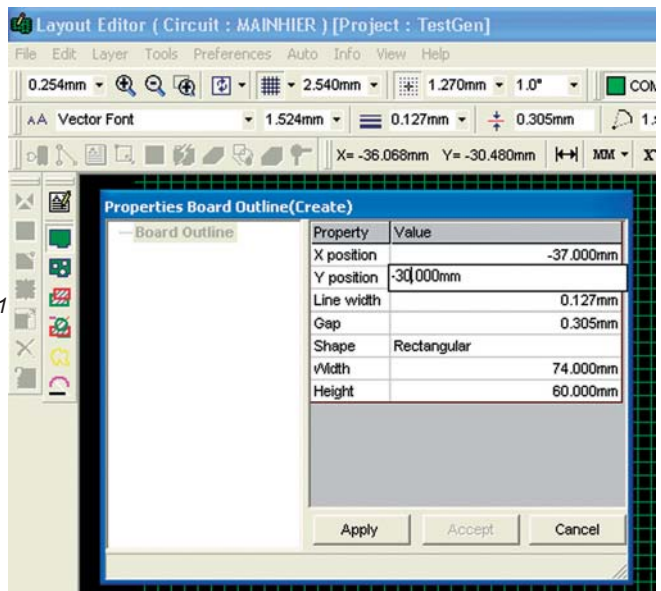 Layout Editor ( Circuit : MAINHIER ) [Project : TestGen]
File Edit Layer Tools Preferences Auto Info View Help
0.254mm 2.540mm 1.270mm 1.0° COM
AA Vector Font 1.524mm 0.127mm 0.305mm 1.
X= -36.068mm Y= -30.480mm MM X
Properties Board Outline(Create)
Board Outline
Property Value
X position -37.000mm
Y position -30.000mm
Line width 0.127mm
1
Gap 0.305mm
Shape Rectangular
Width 74.000mm
Height 60.000mm
Apply Accept Cancel